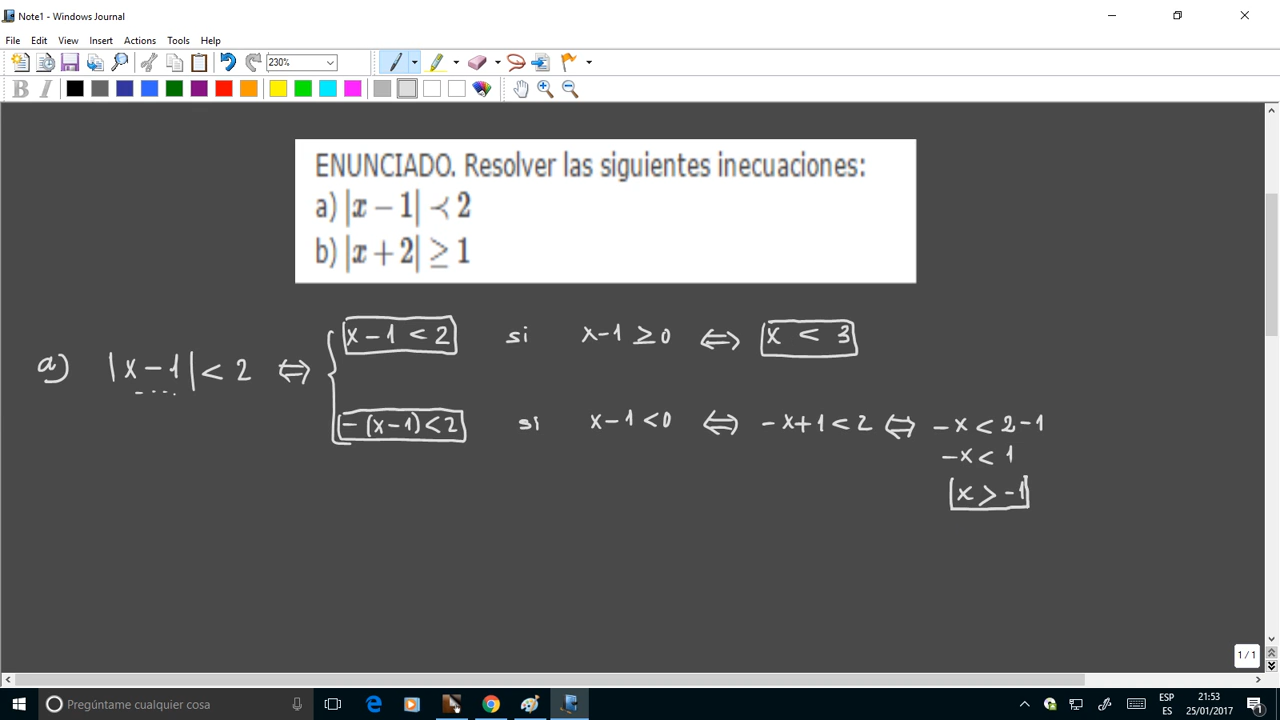 Note1 - Windows Journal
File Edit View Insert Actions Tools Help
230%
B I
ENUNCIADO. Resolver las siguientes inecuaciones:
a) |x − 1| ≺ 2
b) |x + 2| ≥ 1
a) |x − 1| < 2 ⇔ { x − 1 < 2 si x − 1 ≥ 0 ⇔ x < 3
− (x − 1) < 2 si x − 1 < 0 ⇔ − x + 1 < 2 ⇔ − x < 2 − 1
− x < 1
x > −1
1 / 1
Pregúntame cualquier cosa
ESP 21:53
ES 25/01/2017 1